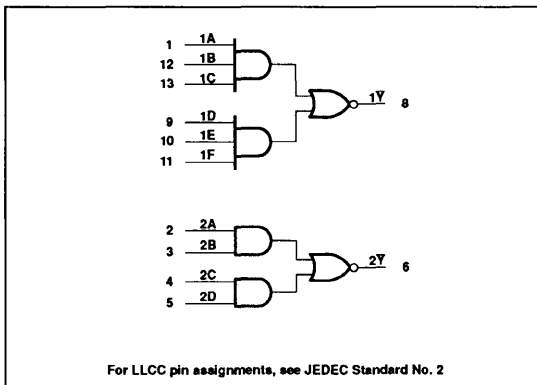 1 1A
12 1B
13 1C
1Y 8
9 1D
10 1E
11 1F
2 2A
3 2B
2Y 6
4 2C
5 2D
For LLCC pin assignments, see JEDEC Standard No. 2